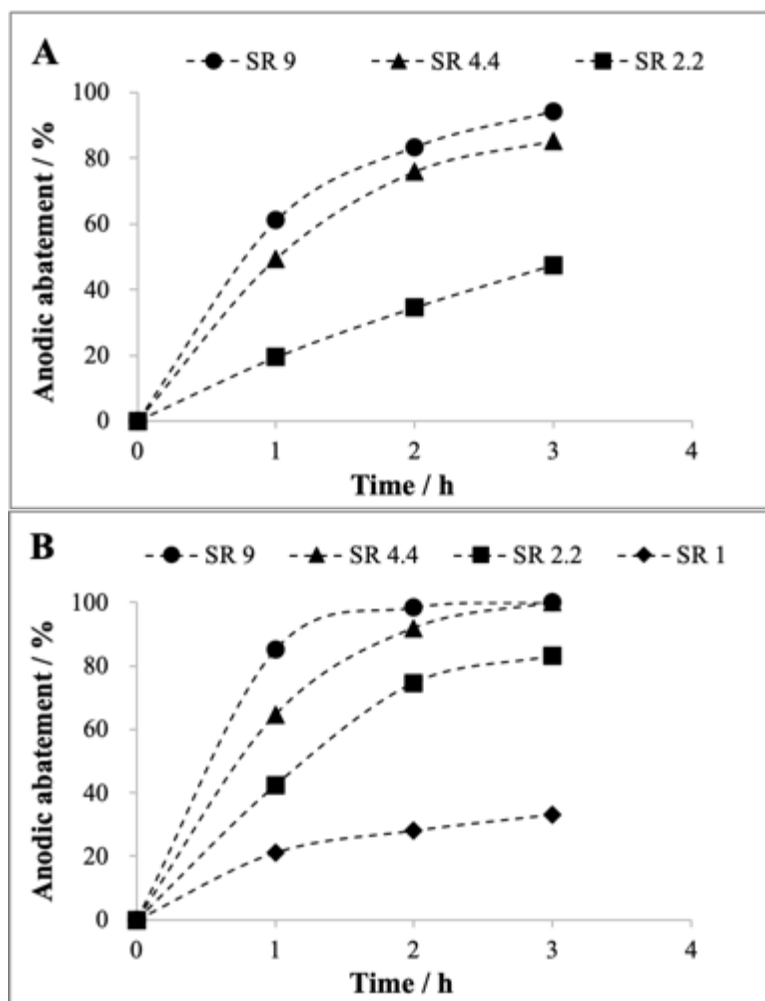 A
SR 9 SR 4.4 SR 2.2
100
80
60
40
20
0
0 1 2 3 4
Anodic abatement / %
Time / h
B
SR 9 SR 4.4 SR 2.2 SR 1
100
80
60
40
20
0
0 1 2 3 4
Anodic abatement / %
Time / h